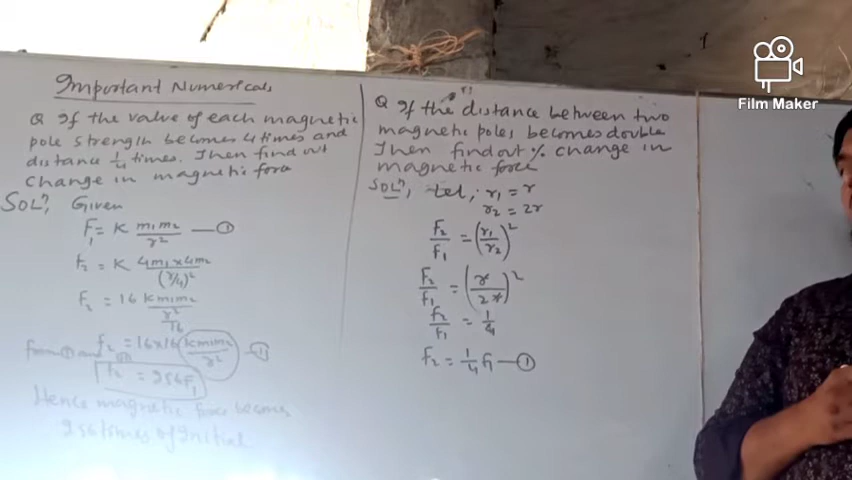 Important Numericals
Q If the value of each magnetic
pole strength becomes 4 times and
distance 1/4 times. Then find out
change in magnetic force
SOL?, Given
F₁ = K m₁m₂/r² —①
F₂ = K 4m₁×4m₂/(r/4)²
F₂ = 16 K m₁m₂/(r²/16)
From ① and
F₂ = 16×16 (K m₁m₂/r²) —①
F₂ = 256F₁
Hence magnetic force becomes
256 times of initial
Q If the distance between two
magnetic poles becomes double
Then find out % change in
magnetic force
SOL?, Let, r₁ = r
r₂ = 2r
F₂/F₁ = (r₁/r₂)²
F₂/F₁ = (r/2r)²
F₂/F₁ = 1/4
F₂ = 1/4 F₁ —①
Film Maker